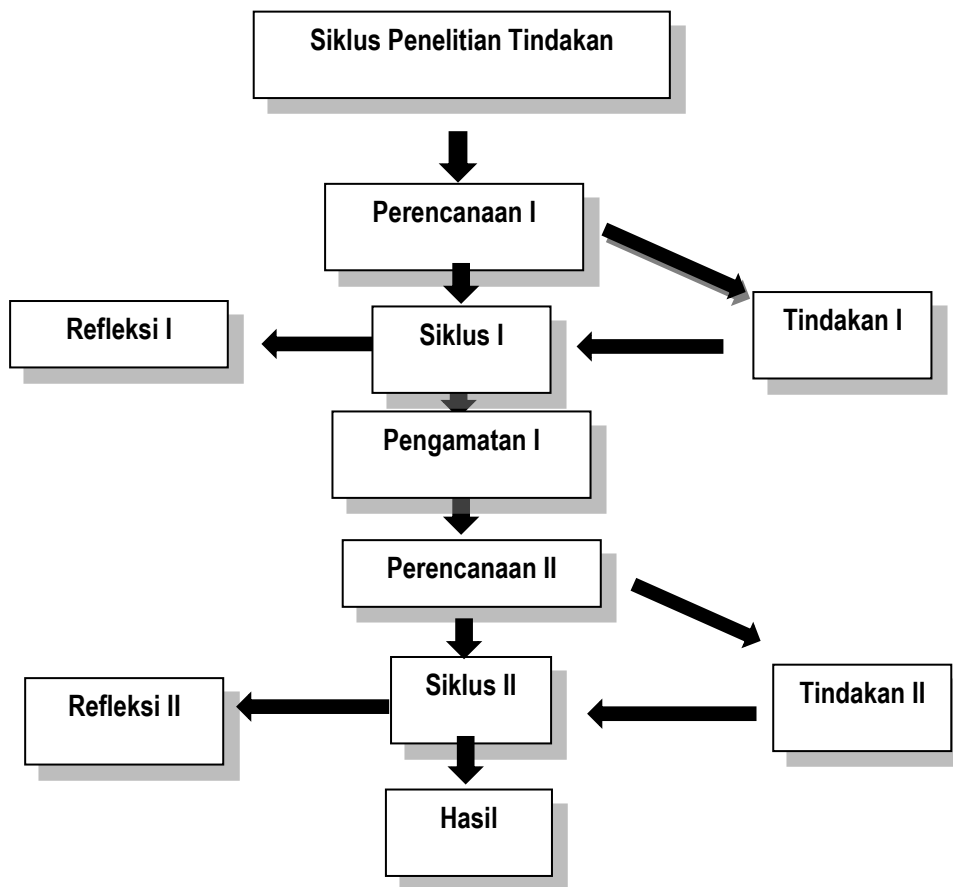 Siklus Penelitian Tindakan
Perencanaan I
Refleksi I
Siklus I
Tindakan I
Pengamatan I
Perencanaan II
Refleksi II
Siklus II
Tindakan II
Hasil